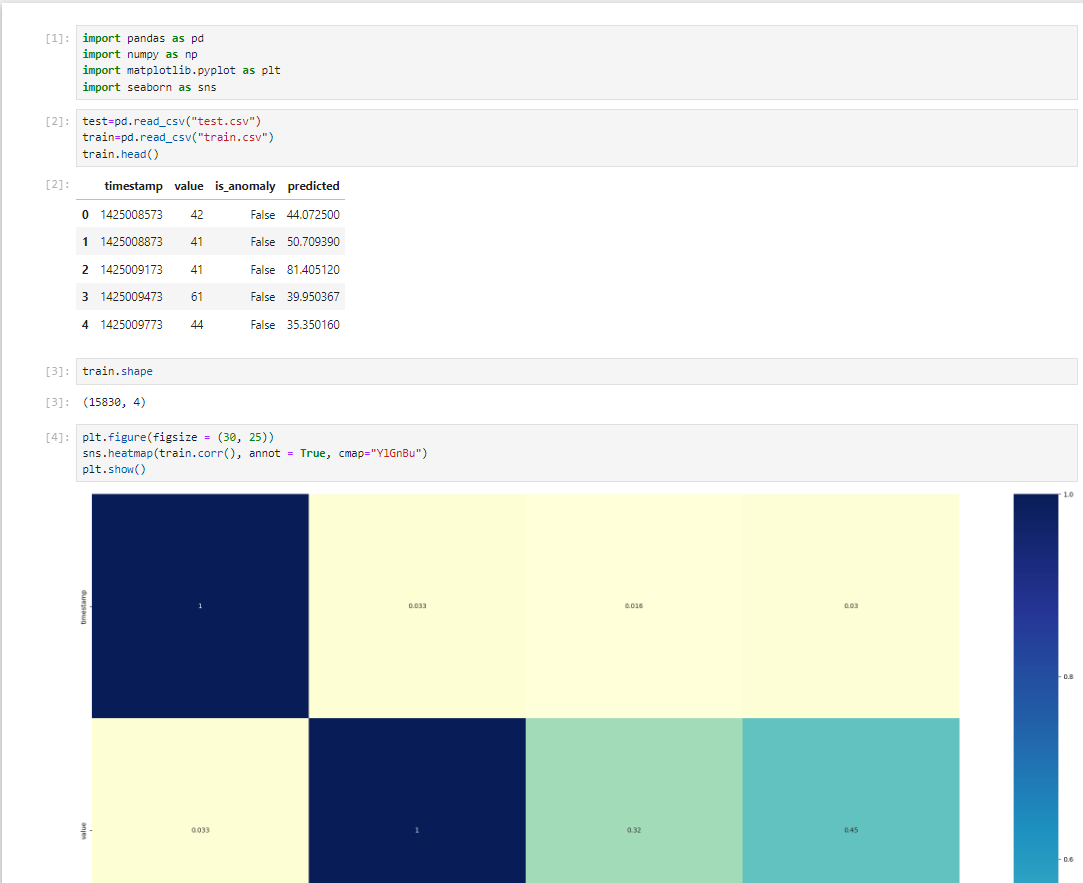 [1]: import pandas as pd
import numpy as np
import matplotlib.pyplot as plt
import seaborn as sns
[2]: test=pd.read_csv("test.csv")
train=pd.read_csv("train.csv")
train.head()
[2]: timestamp value is_anomaly predicted
0 1425008573 42 False 44.072500
1 1425008873 41 False 50.709390
2 1425009173 41 False 81.405120
3 1425009473 61 False 39.950367
4 1425009773 44 False 35.350160
[3]: train.shape
[3]: (15830, 4)
[4]: plt.figure(figsize = (30, 25))
sns.heatmap(train.corr(), annot = True, cmap="YlGnBu")
plt.show()
1.0
timestamp 1 0.033 0.016 0.03
0.8
value 0.033 1 0.32 0.45
0.6